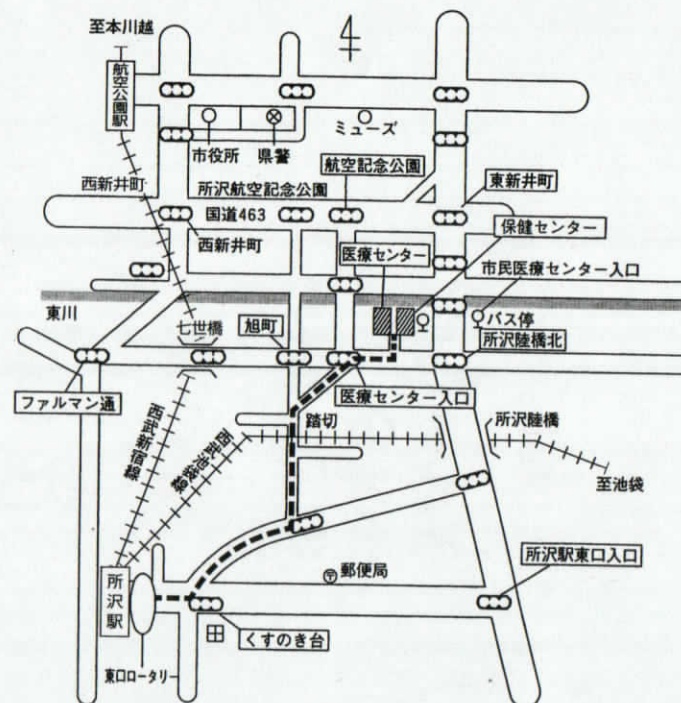 至本川越
4
航空公園駅
市役所
県警
ミューズ
航空記念公園
西新井町
所沢航空記念公園
東新井町
国道463
保健センター
西新井町
医療センター
市民医療センター入口
東川
七世橋
旭町
バス停
所沢陸橋北
ファルマン通
医療センター入口
西武新宿線
西武池袋線
踏切
所沢陸橋
至池袋
所沢駅
〒郵便局
所沢駅東口入口
くすのき台
東口ロータリー